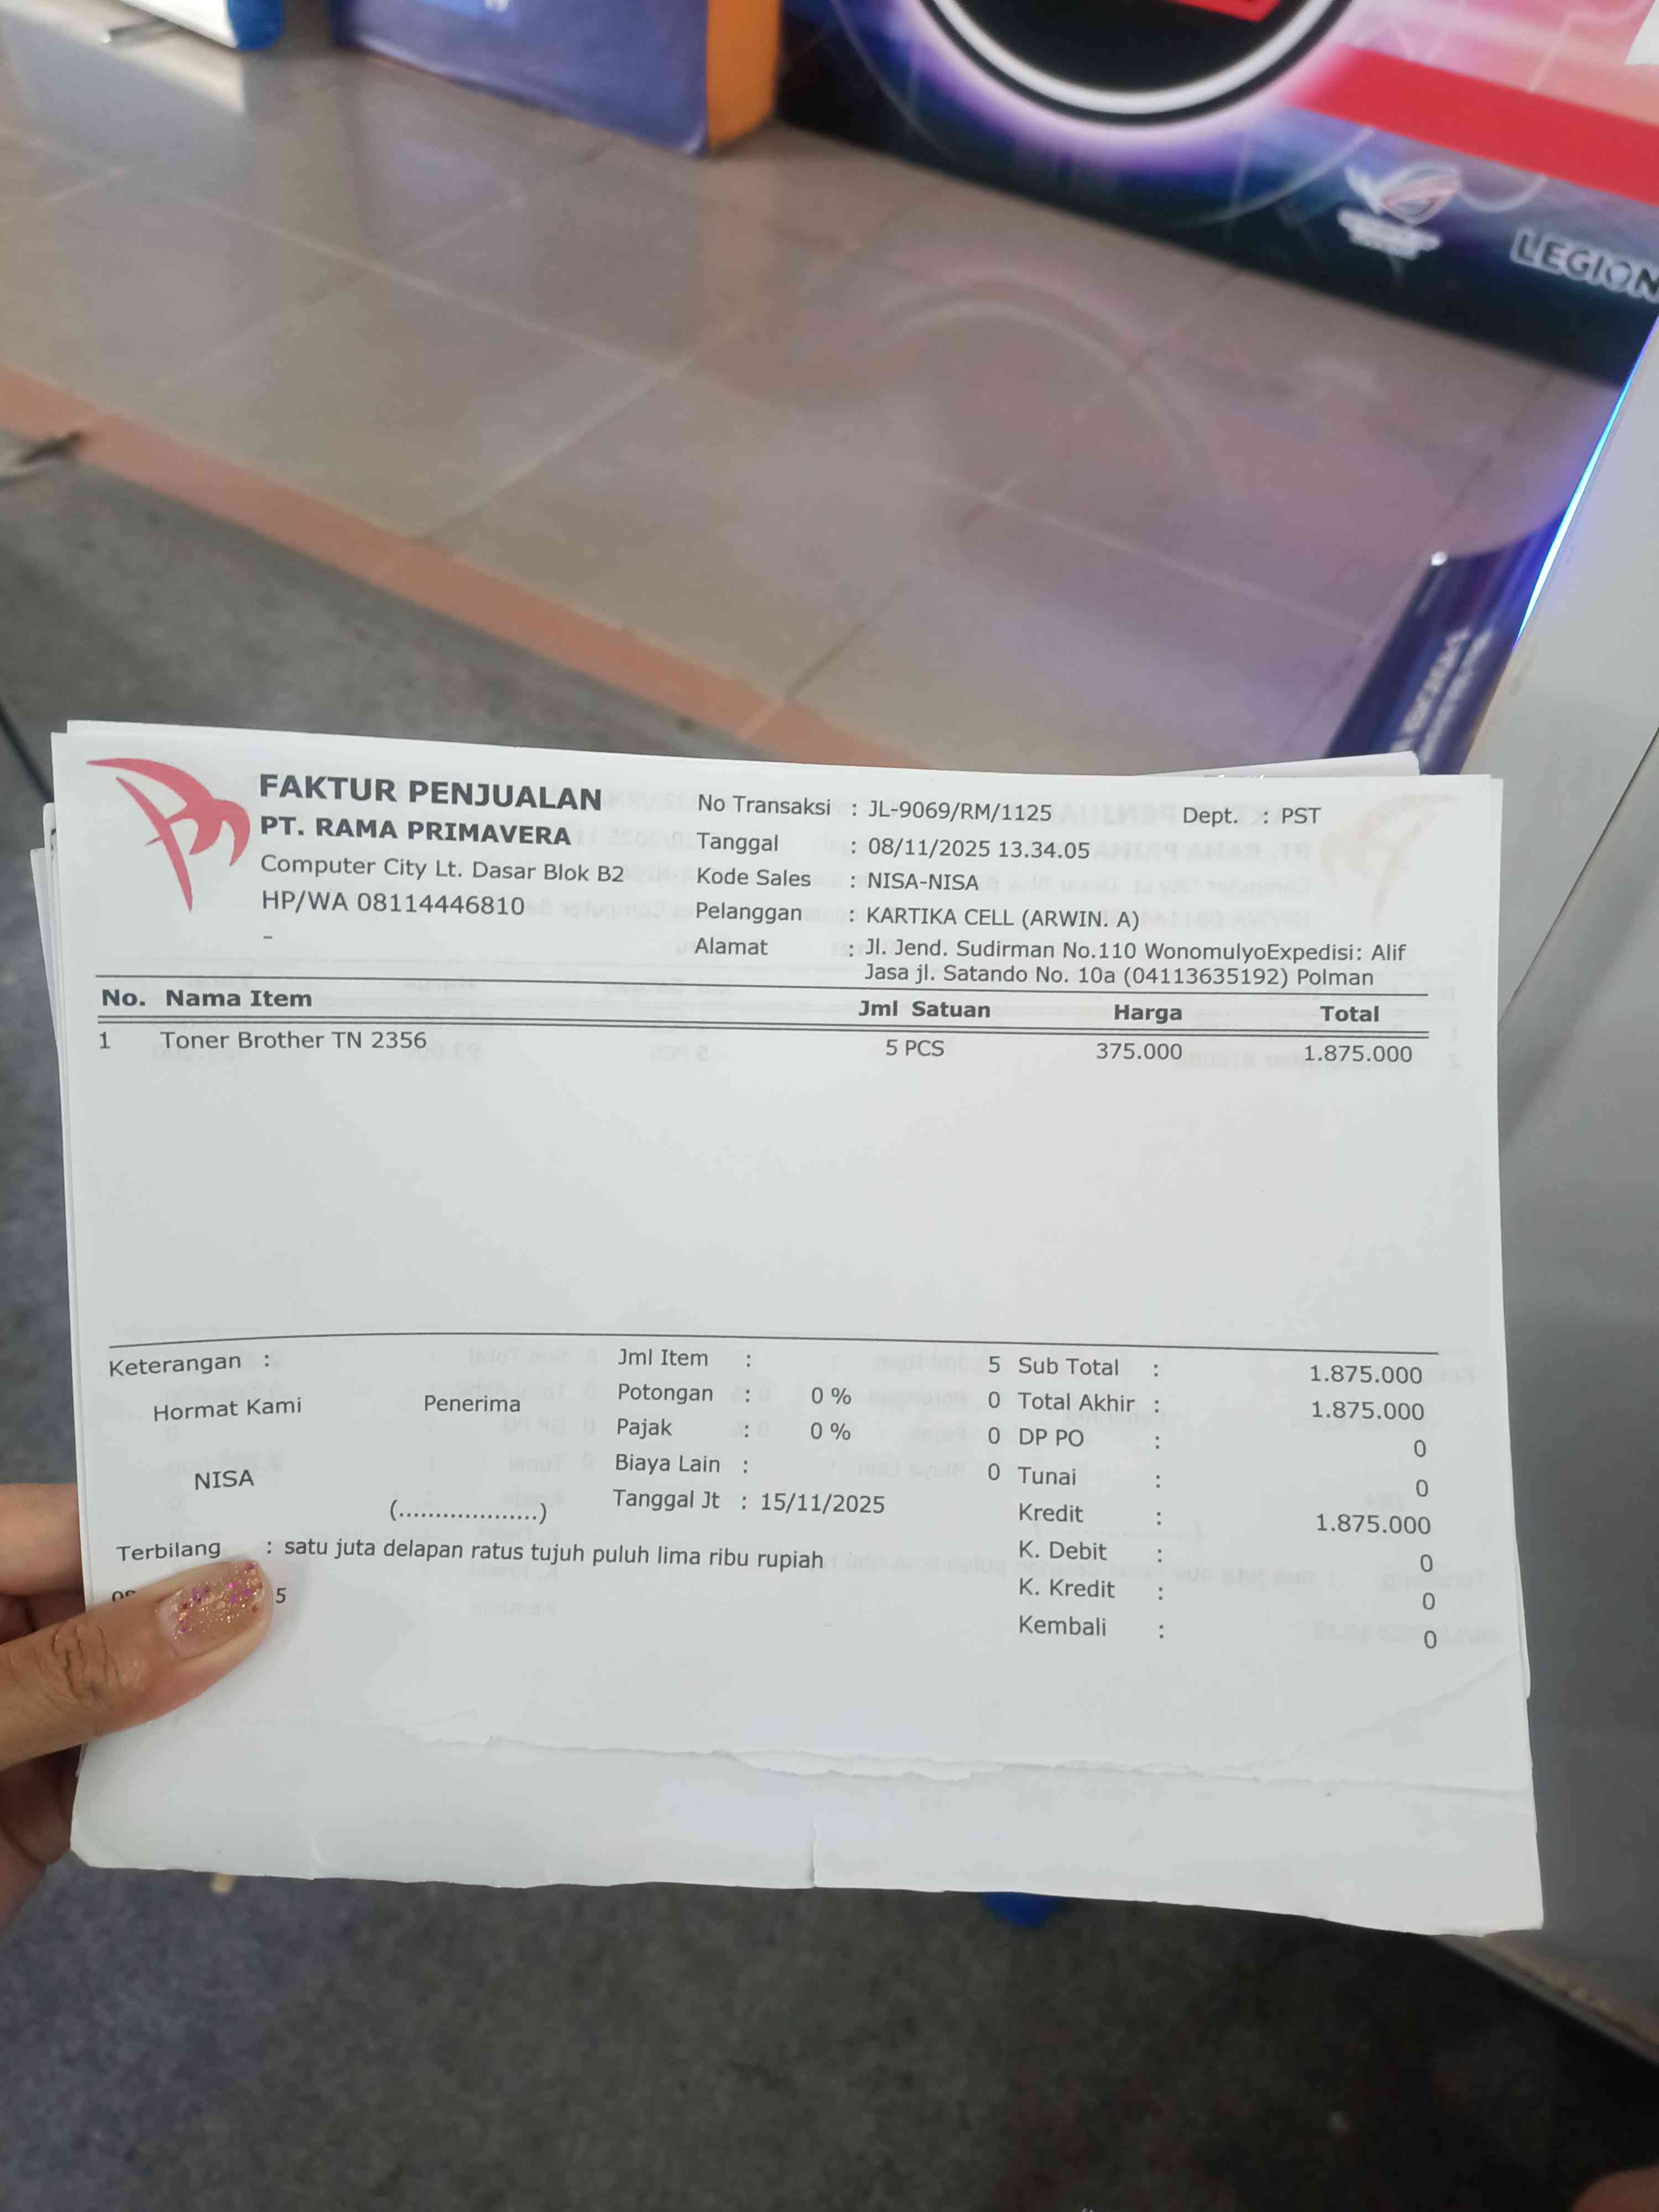 LEGION
FAKTUR PENJUALAN
PT. RAMA PRIMAVERA
Computer City Lt. Dasar Blok B2
HP/WA 08114446810
-
No Transaksi : JL-9069/RM/1125 Dept. : PST
Tanggal : 08/11/2025 13.34.05
Kode Sales : NISA-NISA
Pelanggan : KARTIKA CELL (ARWIN. A)
Alamat : Jl. Jend. Sudirman No.110 WonomulyoExpedisi: Alif
Jasa jl. Satando No. 10a (04113635192) Polman
No. Nama Item Jml Satuan Harga Total
1 Toner Brother TN 2356 5 PCS 375.000 1.875.000
Keterangan :
Hormat Kami Penerima
NISA
(...................)
Jml Item : 5
Potongan : 0 % 0
Pajak : 0 % 0
Biaya Lain : 0
Tanggal Jt : 15/11/2025
Sub Total : 1.875.000
Total Akhir : 1.875.000
DP PO : 0
Tunai : 0
Kredit : 1.875.000
K. Debit : 0
K. Kredit : 0
Kembali : 0
Terbilang : satu juta delapan ratus tujuh puluh lima ribu rupiah
5